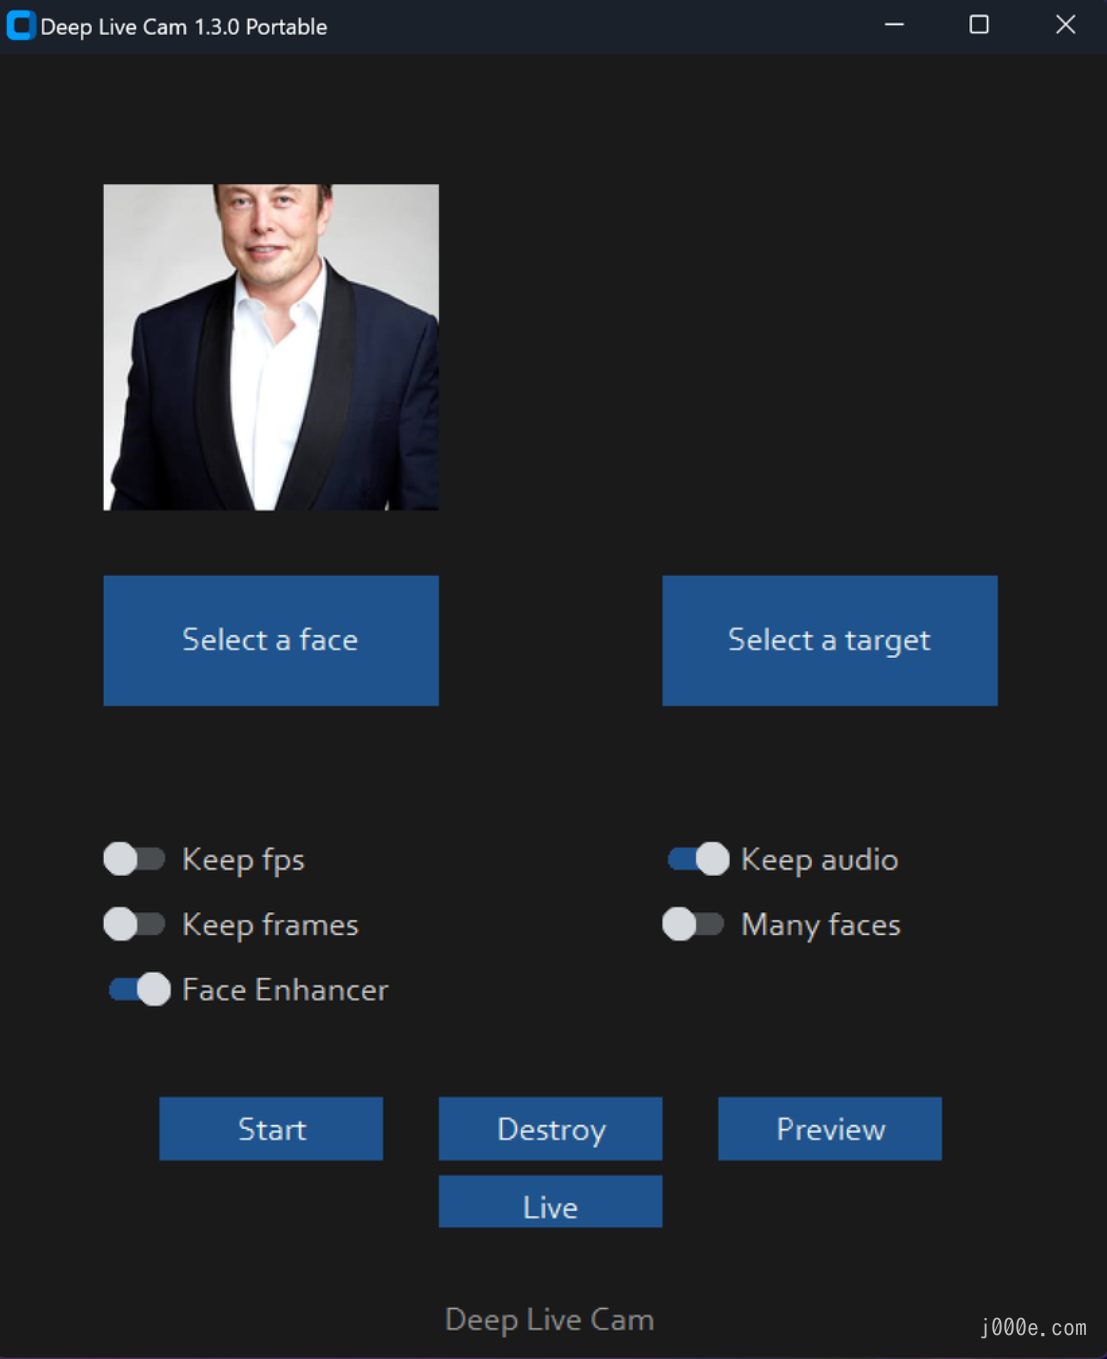 Deep Live Cam 1.3.0 Portable
Select a face
Select a target
Keep fps
Keep audio
Keep frames
Many faces
Face Enhancer
Start
Destroy
Preview
Live
Deep Live Cam
j000e.com